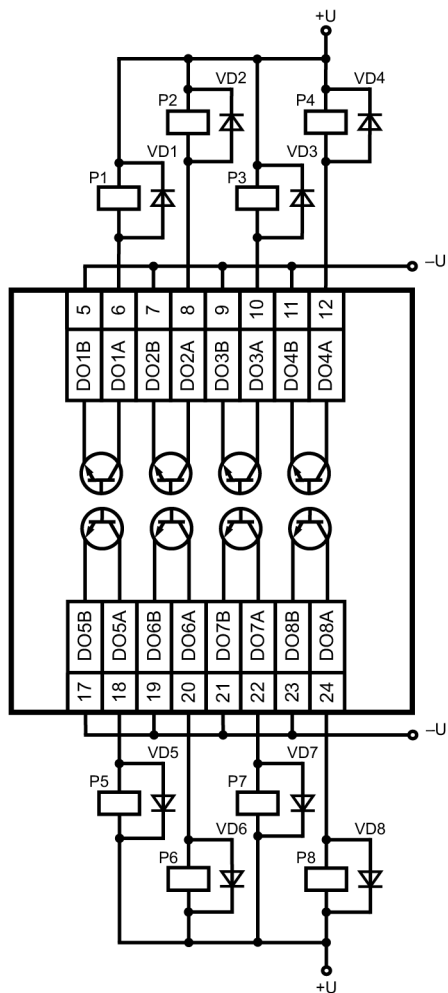 +U
VD2
VD4
P2
P4
VD1
VD3
P1
P3
–U
5 6 7 8 9 10 11 12
DO1B DO1A DO2B DO2A DO3B DO3A DO4B DO4A
DO5B DO5A DO6B DO6A DO7B DO7A DO8B DO8A
17 18 19 20 21 22 23 24
–U
VD5
VD7
P5
P7
VD6
VD8
P6
P8
+U